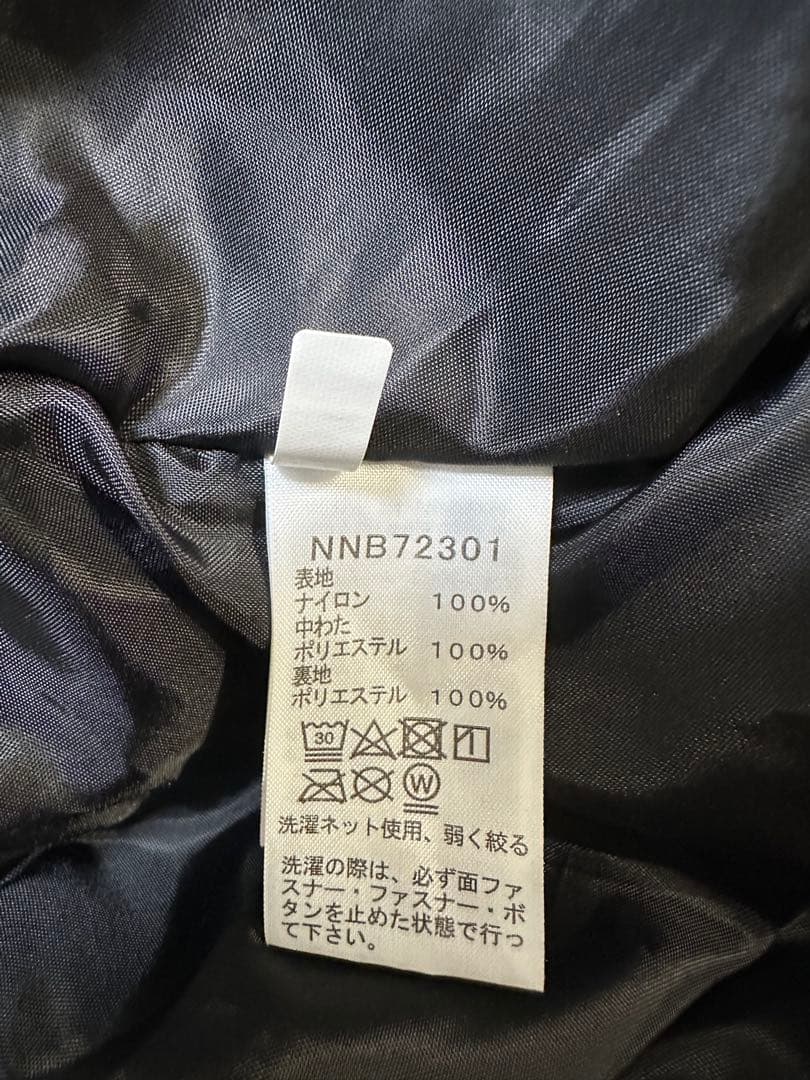 NNB72301
表地
ナイロン 100%
中わた
ポリエステル 100%
裏地
ポリエステル 100%
30
W
洗濯ネット使用、弱く絞る
洗濯の際は、必ず面ファ
スナー・ファスナー・ボ
タンを止めた状態で行っ
て下さい。